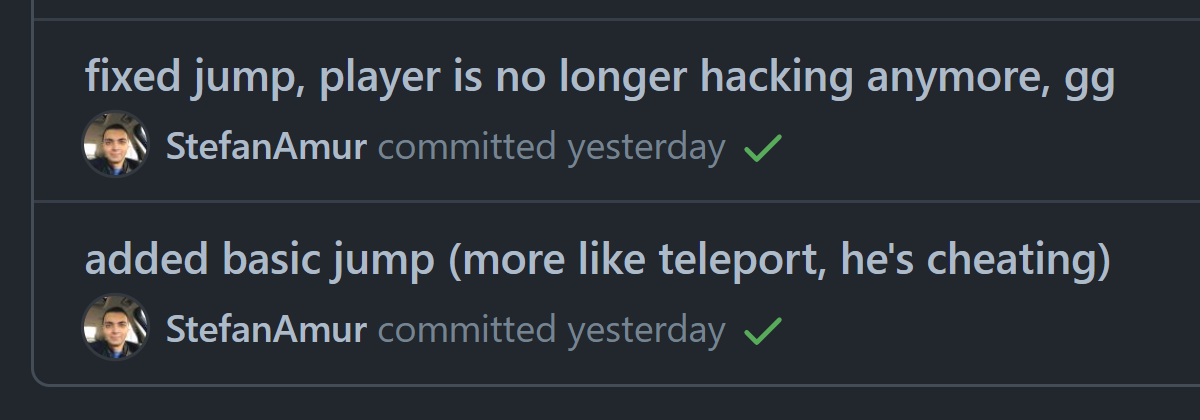 fixed jump, player is no longer hacking anymore, gg
StefanAmur committed yesterday
added basic jump (more like teleport, he's cheating)
StefanAmur committed yesterday